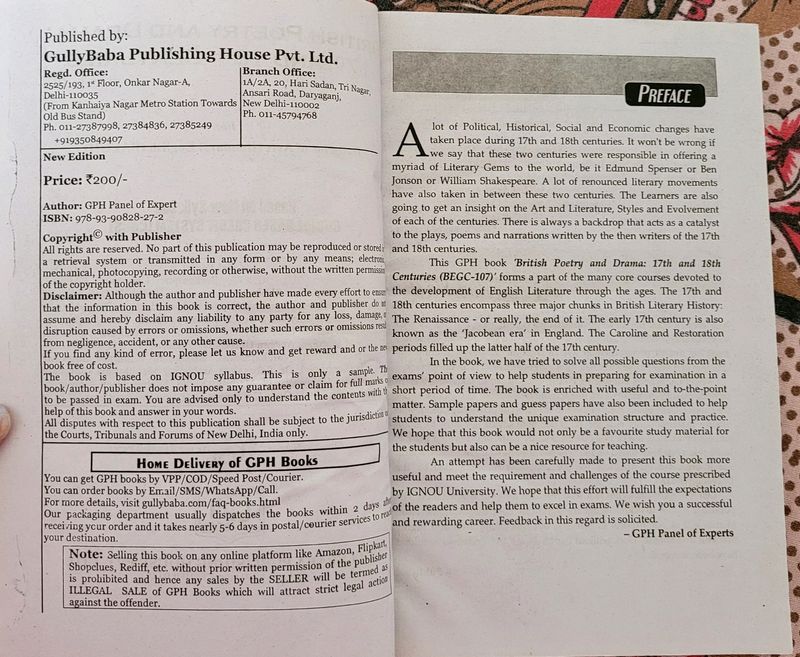 Published by:
GullyBaba Publishing House Pvt. Ltd.
Regd. Office:
2525/193, 1st Floor, Onkar Nagar-A,
Delhi-110035
(From Kanhaiya Nagar Metro Station Towards
Old Bus Stand)
Ph. 011-27387998, 27384836, 27385249
+919350849407
Branch Office:
1A/2A, 20, Hari Sadan, Tri Nagar,
Ansari Road, Daryaganj,
New Delhi-110002
Ph. 011-45794768
New Edition
Price: ₹200/-
Author: GPH Panel of Expert
ISBN: 978-93-90828-27-2
Copyright© with Publisher
All rights are reserved. No part of this publication may be reproduced or stored
a retrieval system or transmitted in any form or by any means; electronic,
mechanical, photocopying, recording or otherwise, without the written permission
of the copyright holder.
Disclaimer: Although the author and publisher have made every effort to ensure
that the information in this book is correct, the author and publisher do
assume and hereby disclaim any liability to any party for any loss, damage,
disruption caused by errors or omissions, whether such errors or omissions
from negligence, accident, or any other cause.
If you find any kind of error, please let us know and get reward and or the new
book free of cost.
The book is based on IGNOU syllabus. This is only a sample. The
book/author/publisher does not impose any guarantee or claim for full marks
to be passed in exam. You are advised only to understand the contents with the
help of this book and answer in your words.
All disputes with respect to this publication shall be subject to the jurisdiction
the Courts, Tribunals and Forums of New Delhi, India only.
Home Delivery of GPH Books
You can get GPH books by VPP/COD/Speed Post/Courier.
You can order books by Email/SMS/WhatsApp/Call.
For more details, visit gullybaba.com/faq-books.html
Our packaging department usually dispatches the books within 2 days after
receiving your order and it takes nearly 5-6 days in postal/courier services to reach
your destination.
Note: Selling this book on any online platform like Amazon, Flipkart,
Shopclues, Rediff, etc. without prior written permission of the publisher
is prohibited and hence any sales by the SELLER will be termed as
ILLEGAL SALE of GPH Books which will attract strict legal action
against the offender.
PREFACE
A lot of Political, Historical, Social and Economic changes have
taken place during 17th and 18th centuries. It won't be wrong if
we say that these two centuries were responsible in offering a
myriad of Literary Gems to the world, be it Edmund Spenser or Ben
Jonson or William Shakespeare. A lot of renowned literary movements
have also taken in between these two centuries. The Learners are also
going to get an insight on the Art and Literature, Styles and Evolvement
of each of the centuries. There is always a backdrop that acts as a catalyst
to the plays, poems and narrations written by the then writers of the 17th
and 18th centuries.
This GPH book 'British Poetry and Drama: 17th and 18th
Centuries (BEGC-107)' forms a part of the many core courses devoted to
the development of English Literature through the ages. The 17th and
18th centuries encompass three major chunks in British Literary History:
The Renaissance - or really, the end of it. The early 17th century is also
known as the 'Jacobean era' in England. The Caroline and Restoration
periods filled up the latter half of the 17th century.
In the book, we have tried to solve all possible questions from the
exams' point of view to help students in preparing for examination in a
short period of time. The book is enriched with useful and to-the-point
matter. Sample papers and guess papers have also been included to help
students to understand the unique examination structure and practice.
We hope that this book would not only be a favourite study material for
the students but also can be a nice resource for teaching.
An attempt has been carefully made to present this book more
useful and meet the requirement and challenges of the course prescribed
by IGNOU University. We hope that this effort will fulfill the expectations
of the readers and help them to excel in exams. We wish you a successful
and rewarding career. Feedback in this regard is solicited.
– GPH Panel of Experts